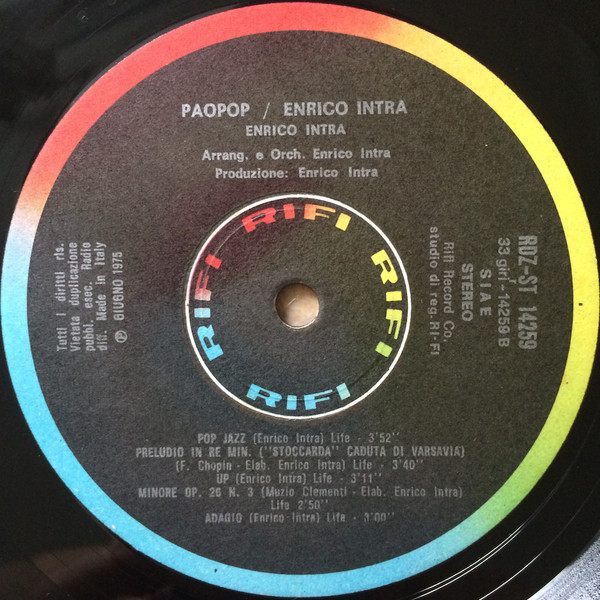 PAOPOP / ENRICO INTRA
ENRICO INTRA
Arrang. e Orch. Enrico Intra
Produzione: Enrico Intra
Tutti i diritti ris.
Vietata duplicazione
pubbl. esec. Radio
diff. Made in Italy
Ⓟ GIUGNO 1975
RIFI RIFI RIFI RIFI RIFI
RDZ-ST 14259
33 giri - 14259 B
SIAE
STEREO
Rifi Record Co.
studio di reg. RI-FI
POP JAZZ (Enrico Intra) Life - 3'52''
PRELUDIO IN RE MIN. ("STOCCARDA" CADUTA DI VARSAVIA)
(F. Chopin - Elab. Enrico Intra) Life - 3'40''
UP (Enrico Intra) Life - 3'11''
MINORE OP. 26 N. 3 (Muzio Clementi - Elab. Enrico Intra)
Life 2'50''
ADAGIO (Enrico Intra) Life - 3'00''